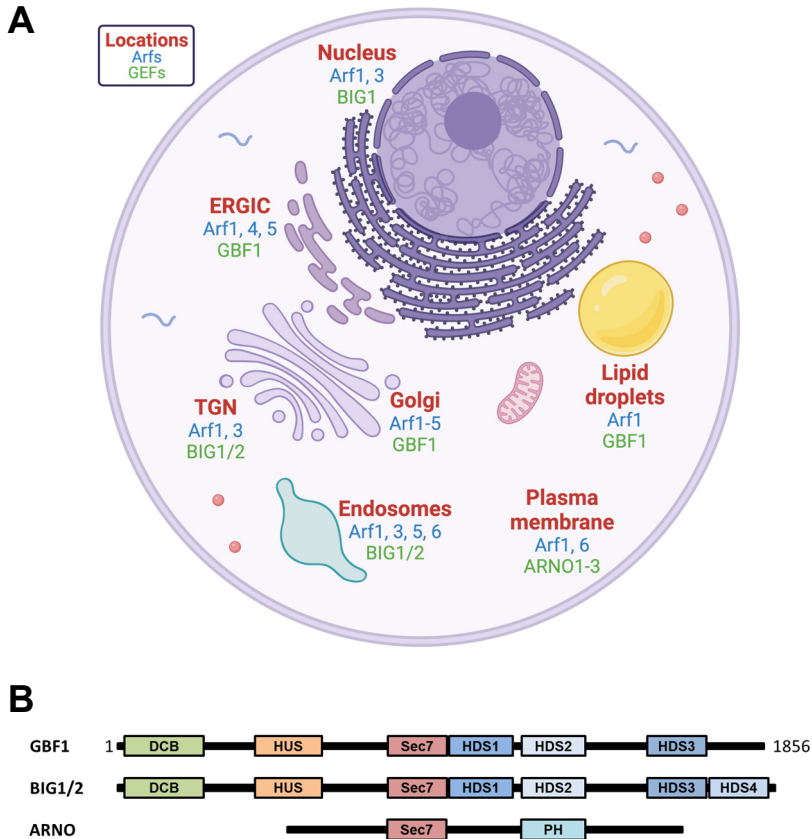 A
Locations
Arfs
GEFs
Nucleus
Arf1, 3
BIG1
ERGIC
Arf1, 4, 5
GBF1
TGN
Arf1, 3
BIG1/2
Golgi
Arf1-5
GBF1
Lipid
droplets
Arf1
GBF1
Endosomes
Arf1, 3, 5, 6
BIG1/2
Plasma
membrane
Arf1, 6
ARNO1-3
B
GBF1 1 DCB HUS Sec7 HDS1 HDS2 HDS3 1856
BIG1/2 DCB HUS Sec7 HDS1 HDS2 HDS3 HDS4
ARNO Sec7 PH